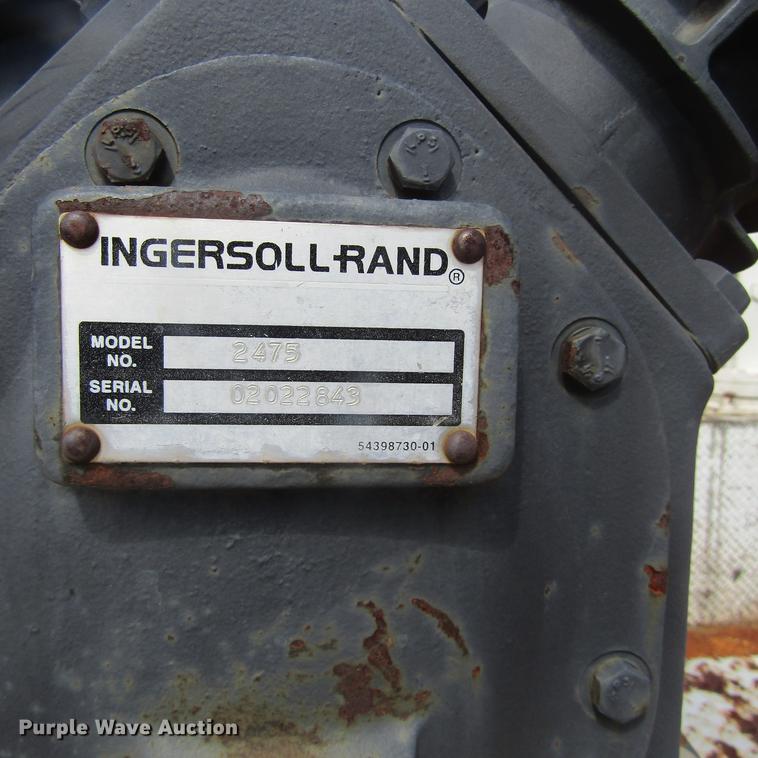 INGERSOLL-RAND®
MODEL NO. 2475
SERIAL NO. 02022843
54398730-01
Purple Wave Auction